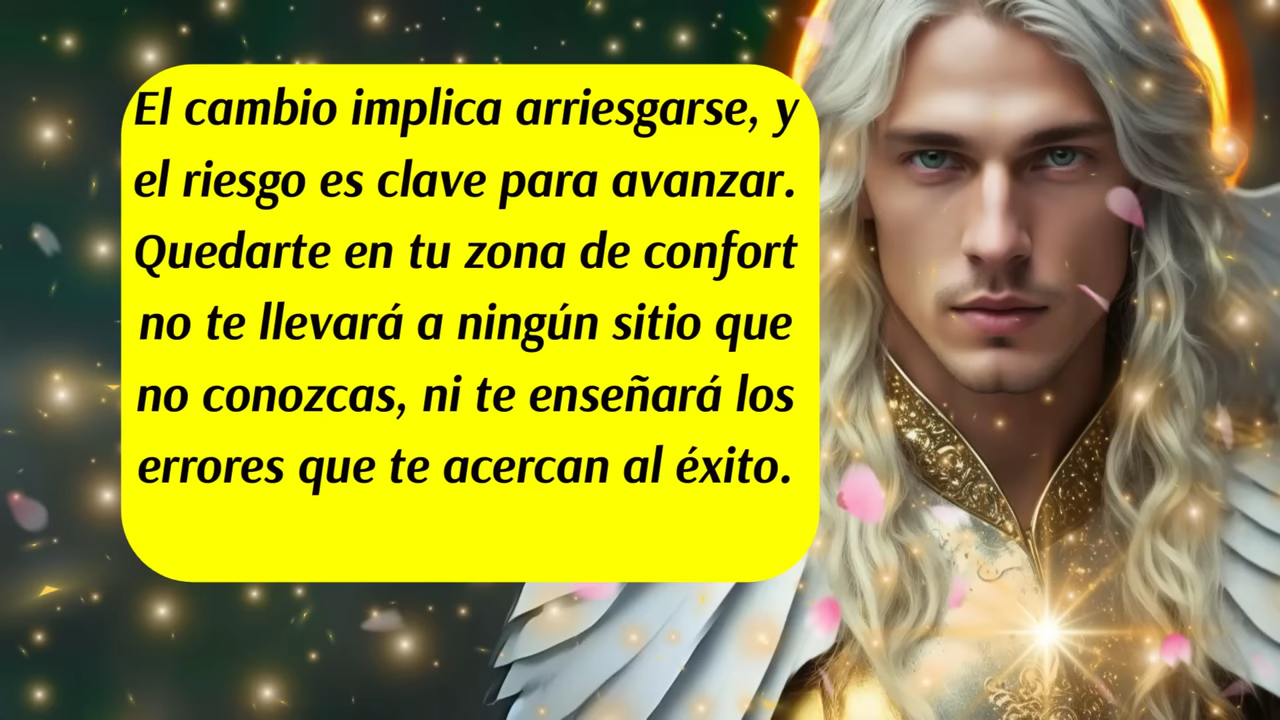 El cambio implica arriesgarse, y
el riesgo es clave para avanzar.
Quedarte en tu zona de confort
no te llevará a ningún sitio que
no conozcas, ni te enseñará los
errores que te acercan al éxito.